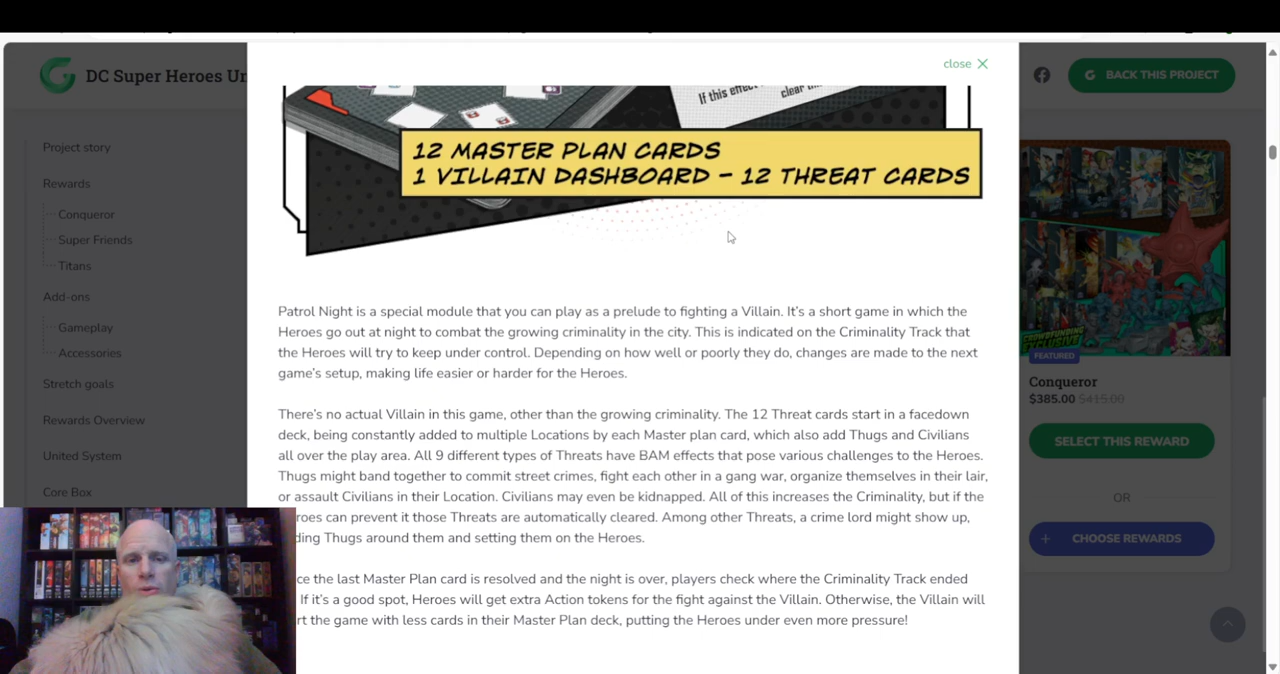 close
DC Super Heroes Un
BACK THIS PROJECT
If this effect
clear
12 MASTER PLAN CARDS
1 VILLAIN DASHBOARD – 12 THREAT CARDS
Project story
Rewards
Conqueror
Super Friends
Titans
Add-ons
Gameplay
Accessories
Stretch goals
Rewards Overview
United System
Core Box
Patrol Night is a special module that you can play as a prelude to fighting a Villain. It's a short game in which the
Heroes go out at night to combat the growing criminality in the city. This is indicated on the Criminality Track that
the Heroes will try to keep under control. Depending on how well or poorly they do, changes are made to the next
game's setup, making life easier or harder for the Heroes.
There's no actual Villain in this game, other than the growing criminality. The 12 Threat cards start in a facedown
deck, being constantly added to multiple Locations by each Master plan card, which also add Thugs and Civilians
all over the play area. All 9 different types of Threats have BAM effects that pose various challenges to the Heroes.
Thugs might band together to commit street crimes, fight each other in a gang war, organize themselves in their lair,
or assault Civilians in their Location. Civilians may even be kidnapped. All of this increases the Criminality, but if the
roes can prevent it those Threats are automatically cleared. Among other Threats, a crime lord might show up,
ding Thugs around them and setting them on the Heroes.
ce the last Master Plan card is resolved and the night is over, players check where the Criminality Track ended
If it's a good spot, Heroes will get extra Action tokens for the fight against the Villain. Otherwise, the Villain will
rt the game with less cards in their Master Plan deck, putting the Heroes under even more pressure!
CROWDFUNDING
EXCLUSIVE
FEATURED
Conqueror
$385.00 $415.00
SELECT THIS REWARD
OR
+ CHOOSE REWARDS